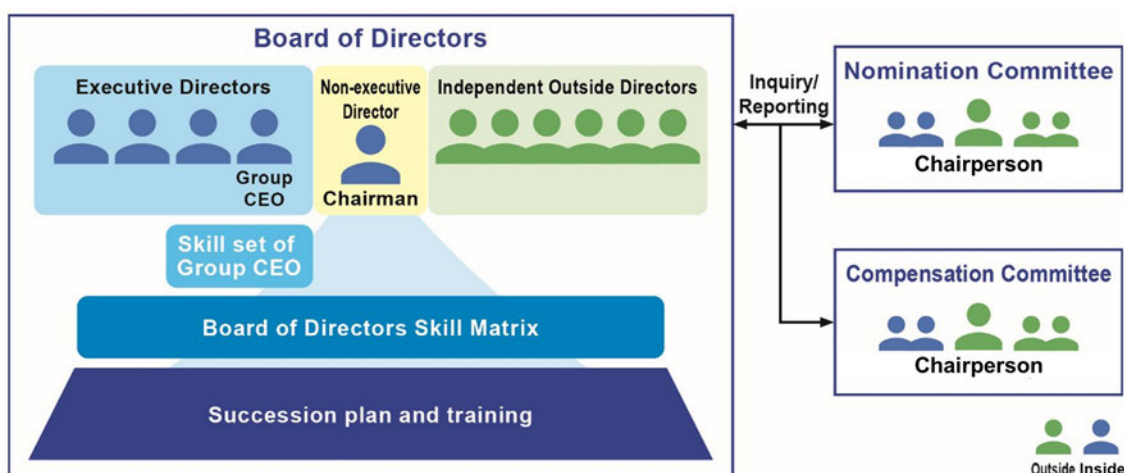 Board of Directors
Executive Directors
Group
CEO
Non-executive
Director
Chairman
Independent Outside Directors
Skill set of
Group CEO
Board of Directors Skill Matrix
Succession plan and training
Inquiry/
Reporting
Nomination Committee
Chairperson
Compensation Committee
Chairperson
Outside Inside